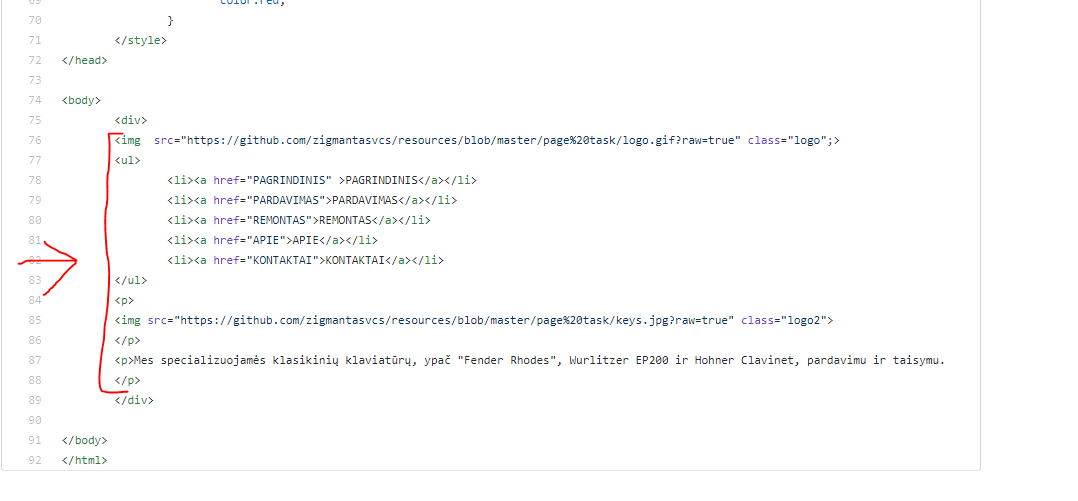 69 color:red;
70 }
71 </style>
72 </head>
73
74 <body>
75 <div>
76 <img  src="https://github.com/zigmantasvcs/resources/blob/master/page%20task/logo.gif?raw=true" class="logo";>
77 <ul>
78 <li><a href="PAGRINDINIS" >PAGRINDINIS</a></li>
79 <li><a href="PARDAVIMAS">PARDAVIMAS</a></li>
80 <li><a href="REMONTAS">REMONTAS</a></li>
81 <li><a href="APIE">APIE</a></li>
82 <li><a href="KONTAKTAI">KONTAKTAI</a></li>
83 </ul>
84 <p>
85 <img src="https://github.com/zigmantasvcs/resources/blob/master/page%20task/keys.jpg?raw=true" class="logo2">
86 </p>
87 <p>Mes specializuojamės klasikinių klaviatūrų, ypač "Fender Rhodes", Wurlitzer EP200 ir Hohner Clavinet, pardavimu ir taisymu.
88 </p>
89 </div>
90
91 </body>
92 </html>